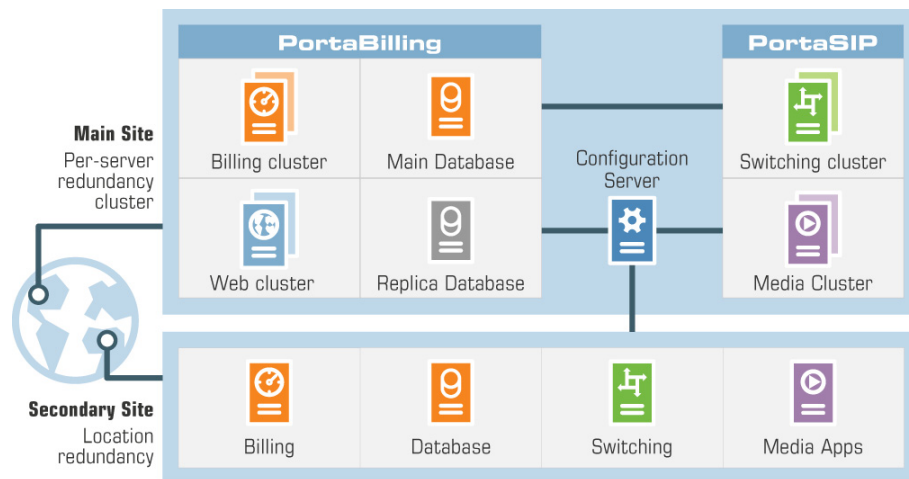 PortaBilling
PortaSIP
Main Site
Per-server
redundancy
cluster
Billing cluster
Main Database
Configuration
Server
Switching cluster
Web cluster
Replica Database
Media Cluster
Secondary Site
Location
redundancy
Billing
Database
Switching
Media Apps